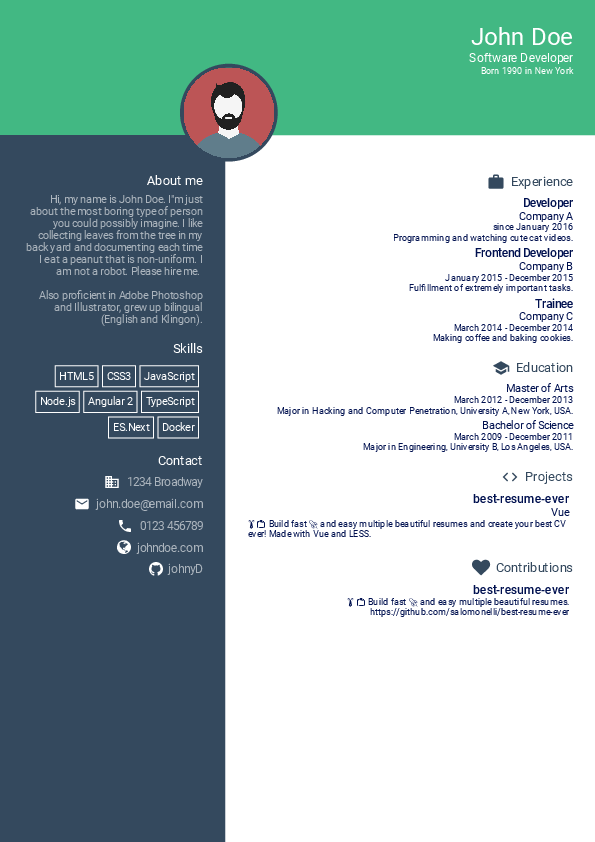 John Doe
Software Developer
Born 1990 in New York
About me
Hi, my name is John Doe. I'm just
about the most boring type of person
you could possibly imagine. I like
collecting leaves from the tree in my
backyard and documenting each time
I eat a peanut that is non-uniform. I
am not a robot. Please hire me.
Also proficient in Adobe Photoshop
and Illustrator, grew up bilingual
(English and Klingon).
Skills
HTML5 CSS3 JavaScript
Node.js Angular 2 TypeScript
ES.Next Docker
Contact
1234 Broadway
john.doe@email.com
0123 456789
johndoe.com
johnyD
Experience
Developer
Company A
since January 2016
Programming and watching cute cat videos.
Frontend Developer
Company B
January 2015 - December 2015
Fulfillment of extremely important tasks.
Trainee
Company C
March 2014 - December 2014
Making coffee and baking cookies.
Education
Master of Arts
March 2012 - December 2013
Major in Hacking and Computer Penetration, University A, New York, USA.
Bachelor of Science
March 2009 - December 2011
Major in Engineering, University B, Los Angeles, USA.
Projects
best-resume-ever
Vue
👔 💼 Build fast 🚀 and easy multiple beautiful resumes and create your best CV
ever! Made with Vue and LESS.
Contributions
best-resume-ever
👔 💼 Build fast 🚀 and easy multiple beautiful resumes.
https://github.com/salomonelli/best-resume-ever